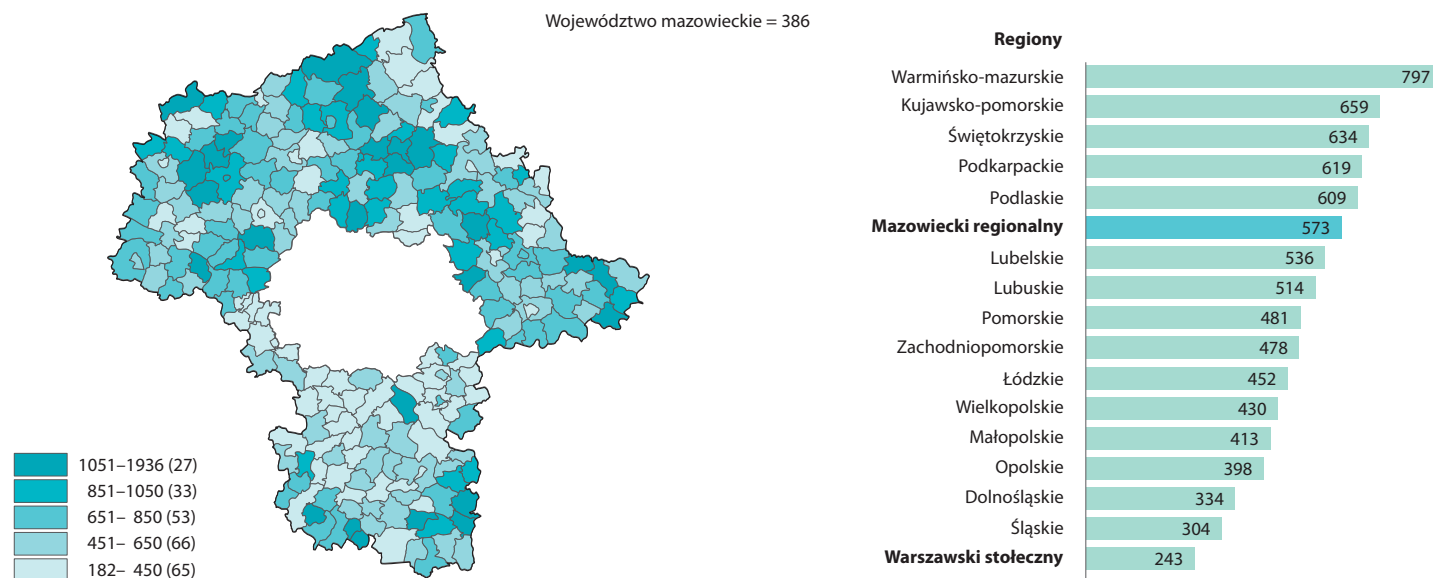 Województwo mazowieckie = 386
1051–1936 (27)
851–1050 (33)
651– 850 (53)
451– 650 (66)
182– 450 (65)
Regiony
Warmińsko-mazurskie 797
Kujawsko-pomorskie 659
Świętokrzyskie 634
Podkarpackie 619
Podlaskie 609
Mazowiecki regionalny 573
Lubelskie 536
Lubuskie 514
Pomorskie 481
Zachodniopomorskie 478
Łódzkie 452
Wielkopolskie 430
Małopolskie 413
Opolskie 398
Dolnośląskie 334
Śląskie 304
Warszawski stołeczny 243